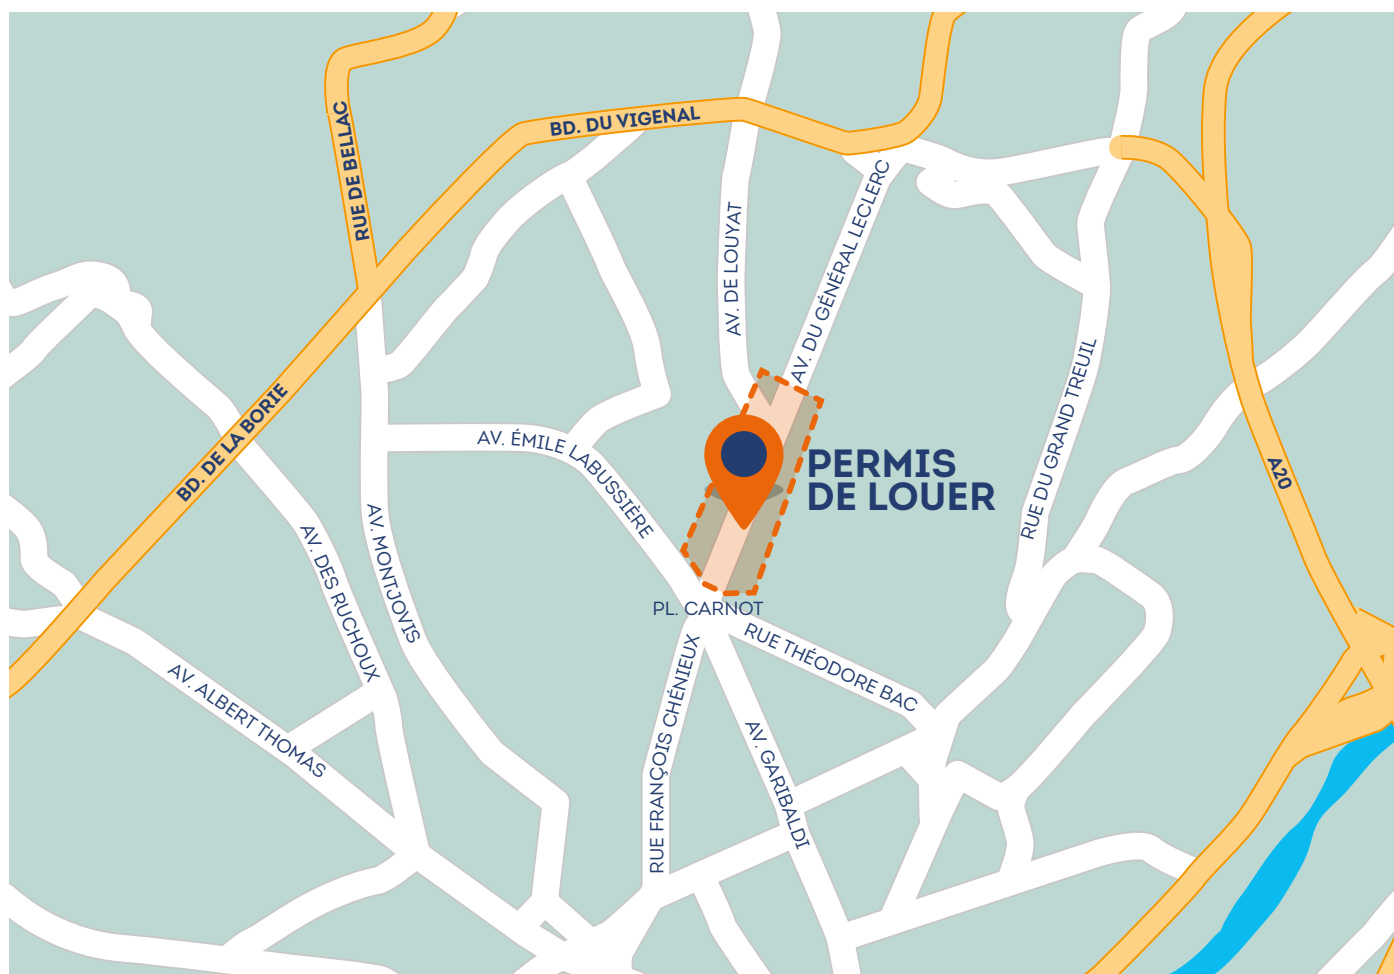 RUE DE BELLAC
BD. DU VIGENAL
AV. DE LOUYAT
AV. DU GÉNÉRAL LECLERC
BD. DE LA BORIE
AV. ÉMILE LABUSSIÈRE
RUE DU GRAND TREUIL
A20
PERMIS
DE LOUER
AV. DES RUCHOUX
AV. MONTJOVIS
PL. CARNOT
RUE THÉODORE BAC
AV. ALBERT THOMAS
RUE FRANÇOIS CHÉNIEUX
AV. GARIBALDI